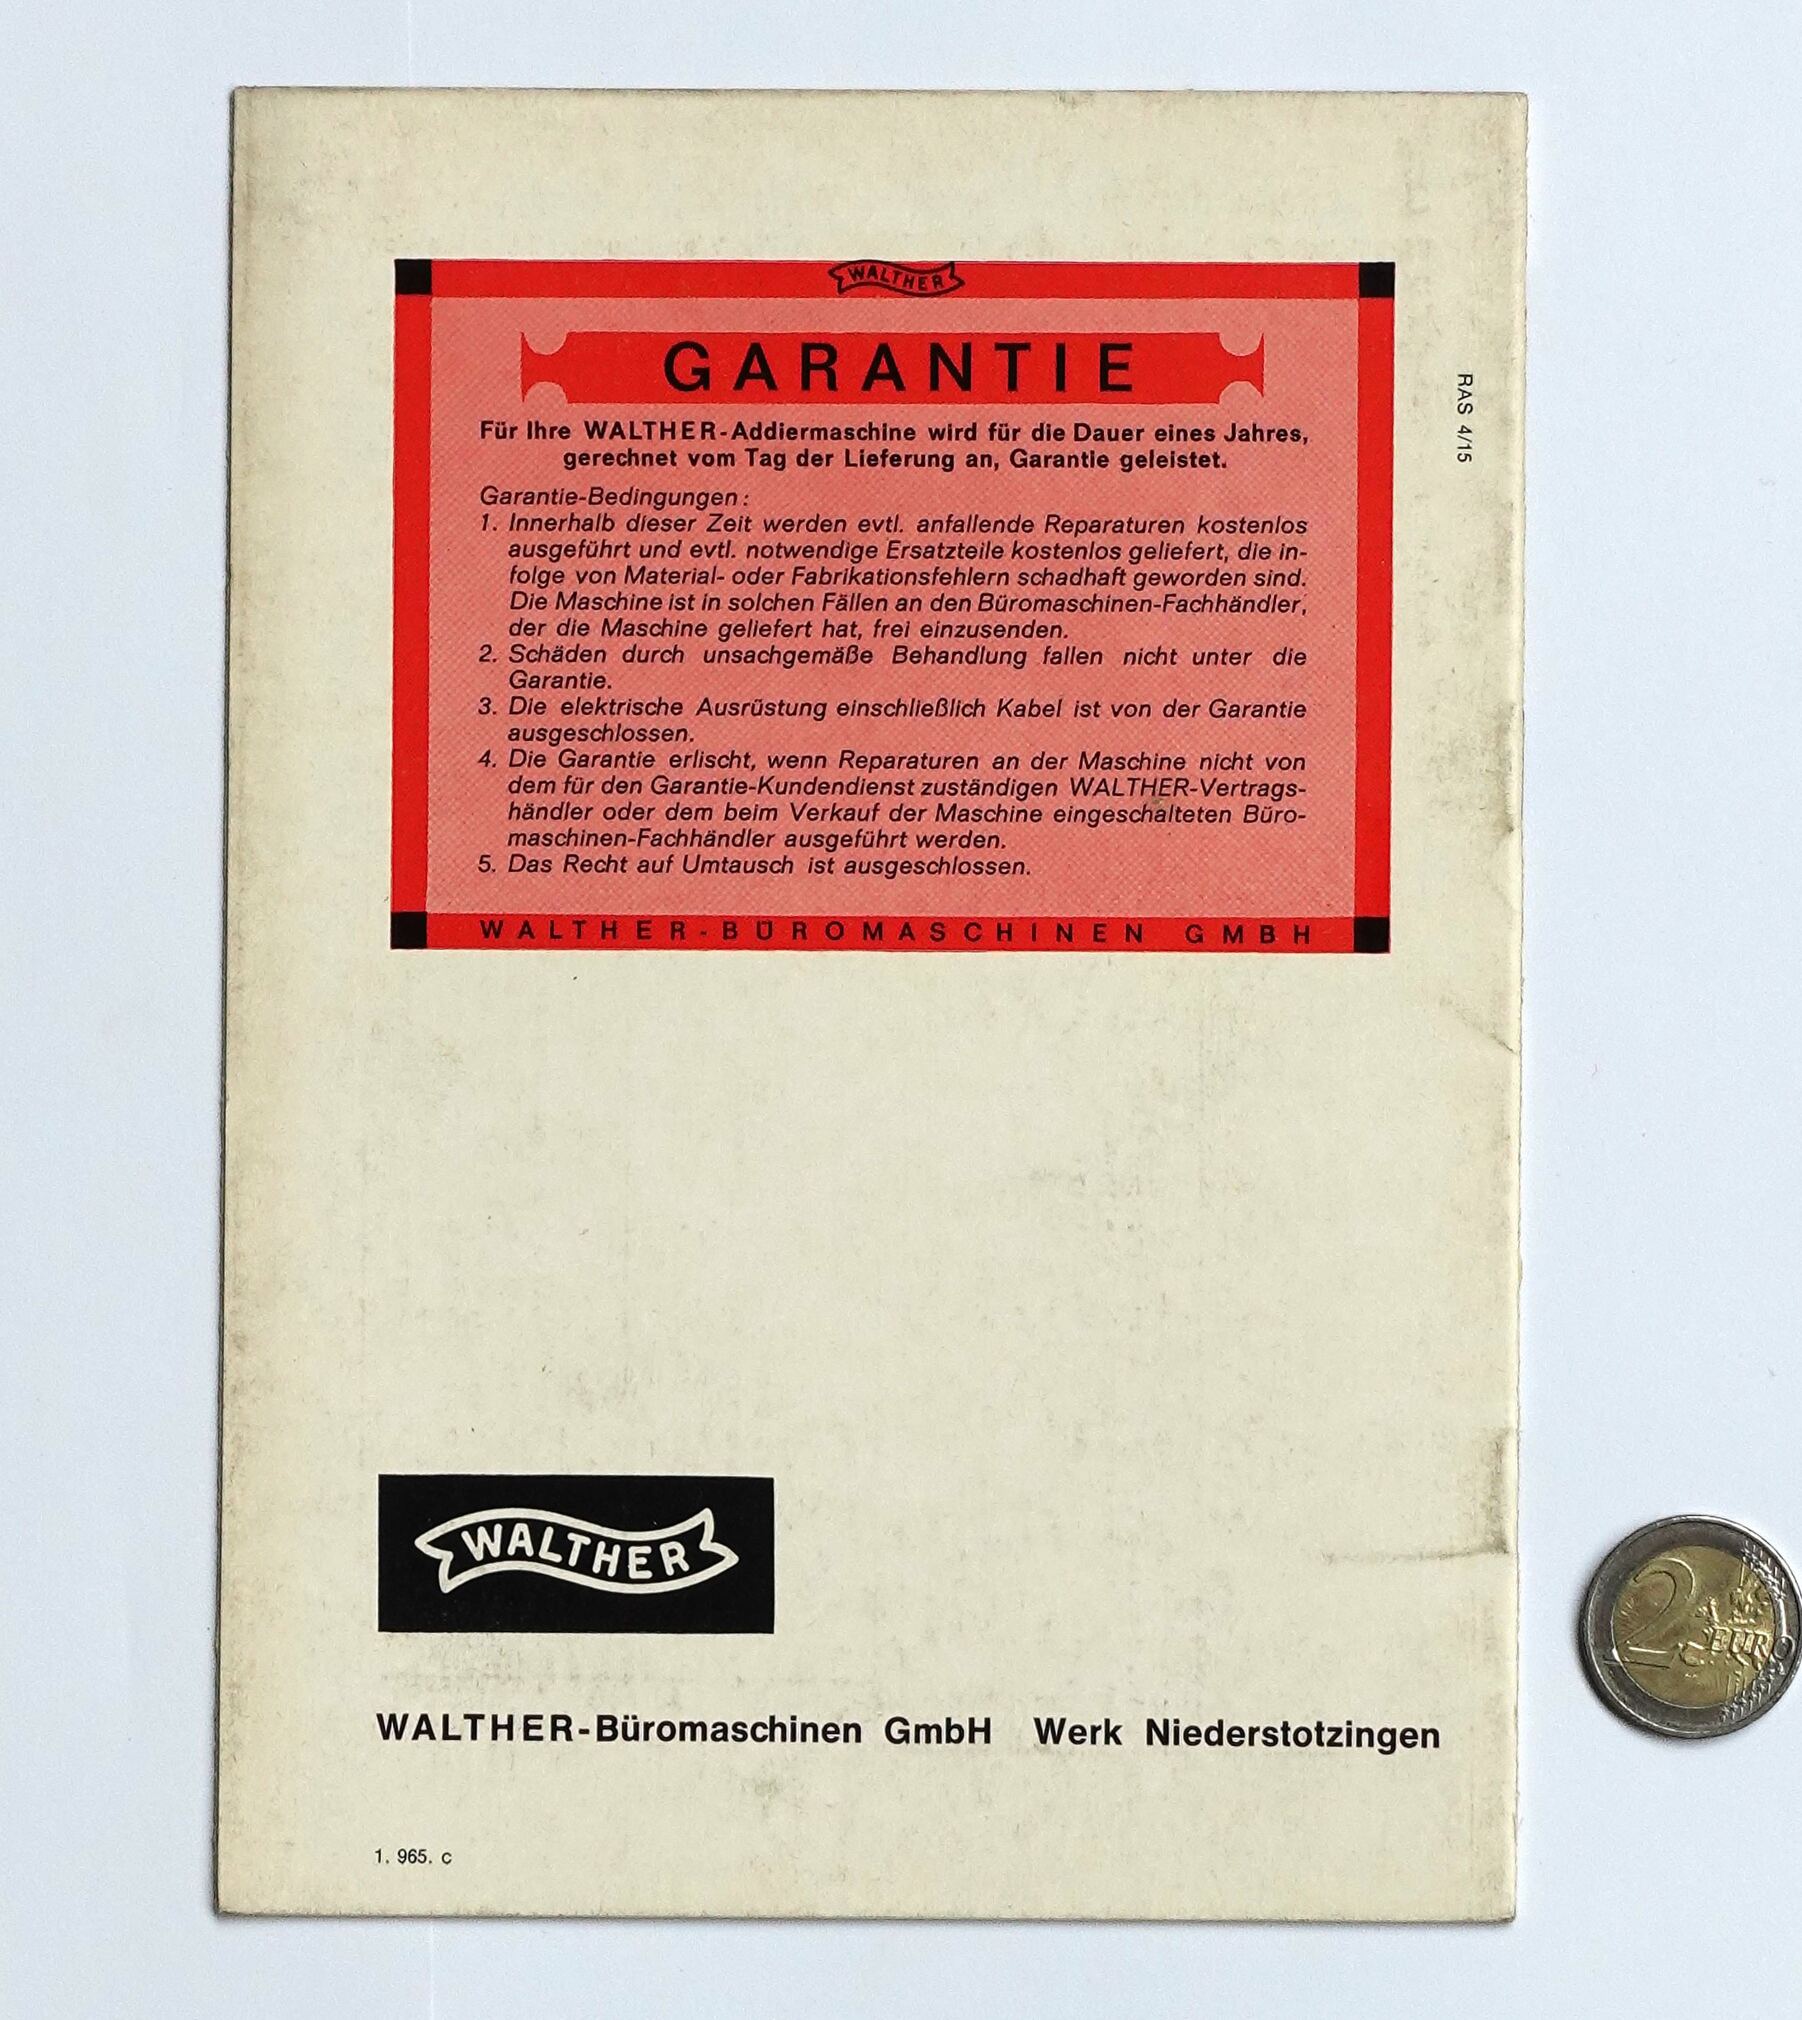 WALTHER
GARANTIE
Für Ihre WALTHER-Addiermaschine wird für die Dauer eines Jahres,
gerechnet vom Tag der Lieferung an, Garantie geleistet.
Garantie-Bedingungen:
1. Innerhalb dieser Zeit werden evtl. anfallende Reparaturen kostenlos
ausgeführt und evtl. notwendige Ersatzteile kostenlos geliefert, die in-
folge von Material- oder Fabrikationsfehlern schadhaft geworden sind.
Die Maschine ist in solchen Fällen an den Büromaschinen-Fachhändler,
der die Maschine geliefert hat, frei einzusenden.
2. Schäden durch unsachgemäße Behandlung fallen nicht unter die
Garantie.
3. Die elektrische Ausrüstung einschließlich Kabel ist von der Garantie
ausgeschlossen.
4. Die Garantie erlischt, wenn Reparaturen an der Maschine nicht von
dem für den Garantie-Kundendienst zuständigen WALTHER-Vertrags-
händler oder dem beim Verkauf der Maschine eingeschalteten Büro-
maschinen-Fachhändler ausgeführt werden.
5. Das Recht auf Umtausch ist ausgeschlossen.
WALTHER-BÜROMASCHINEN GMBH
RAS 4/15
WALTHER
WALTHER-Büromaschinen GmbH Werk Niederstotzingen
1. 965. c
2 EURO